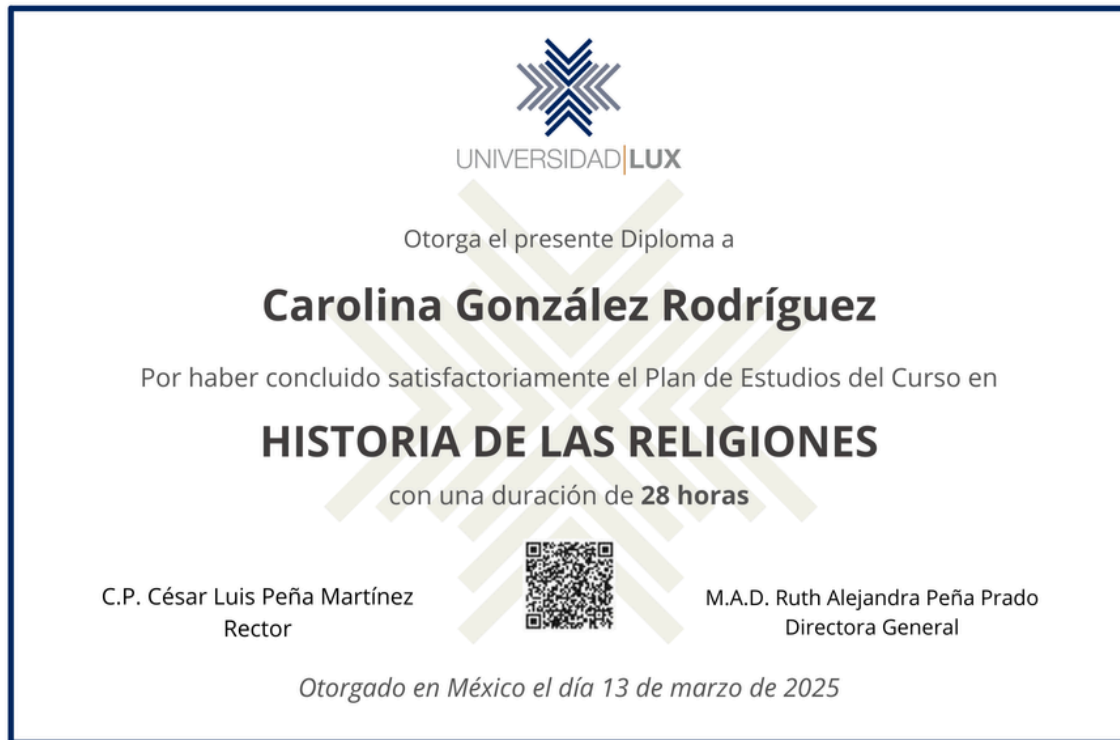 UNIVERSIDAD|LUX
Otorga el presente Diploma a
Carolina González Rodríguez
Por haber concluido satisfactoriamente el Plan de Estudios del Curso en
HISTORIA DE LAS RELIGIONES
con una duración de 28 horas
C.P. César Luis Peña Martínez
Rector
M.A.D. Ruth Alejandra Peña Prado
Directora General
Otorgado en México el día 13 de marzo de 2025